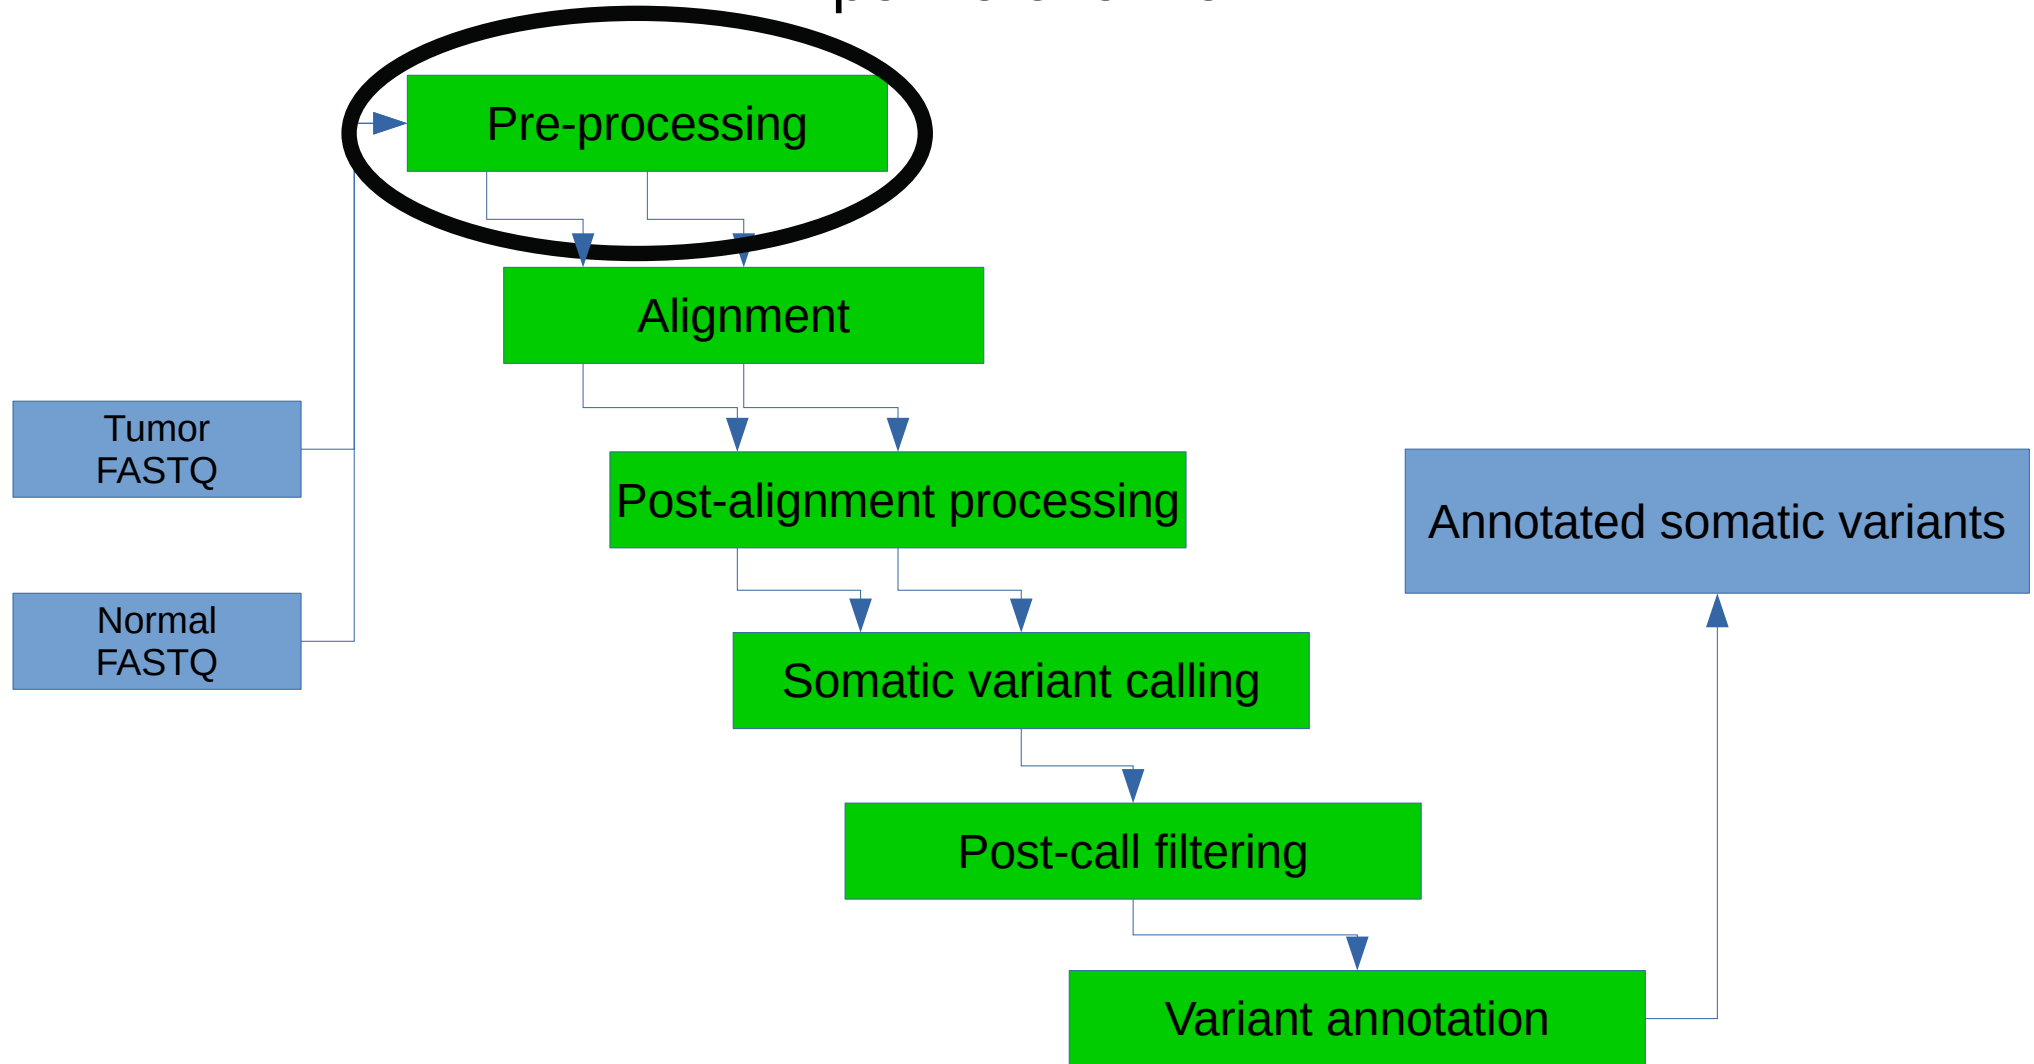 Pre-processing
Alignment
Tumor
FASTQ
Post-alignment processing
Annotated somatic variants
Normal
FASTQ
Somatic variant calling
Post-call filtering
Variant annotation